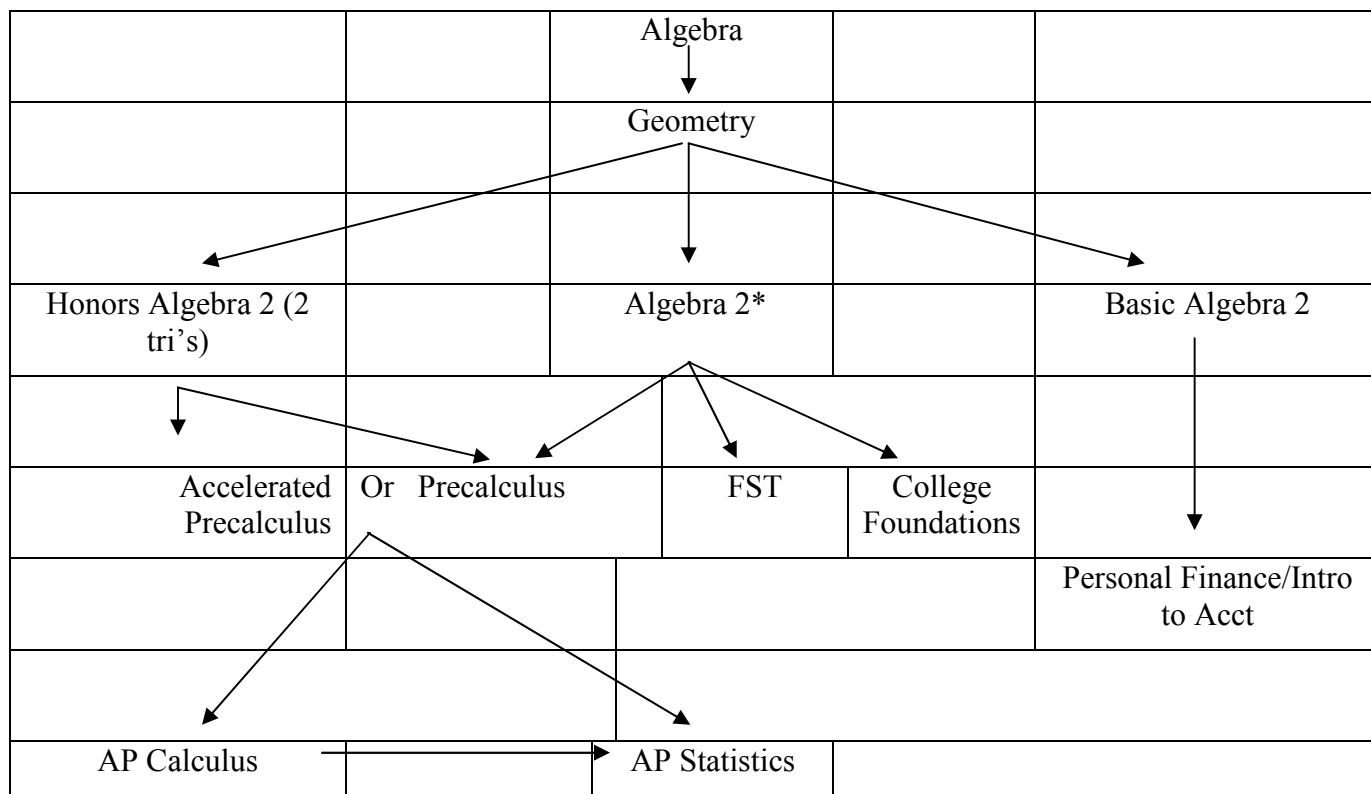 Algebra
Geometry
Honors Algebra 2 (2
tri’s)
Algebra 2*
Basic Algebra 2
Accelerated
Precalculus
Or Precalculus
FST
College
Foundations
Personal Finance/Intro
to Acct
AP Calculus
AP Statistics